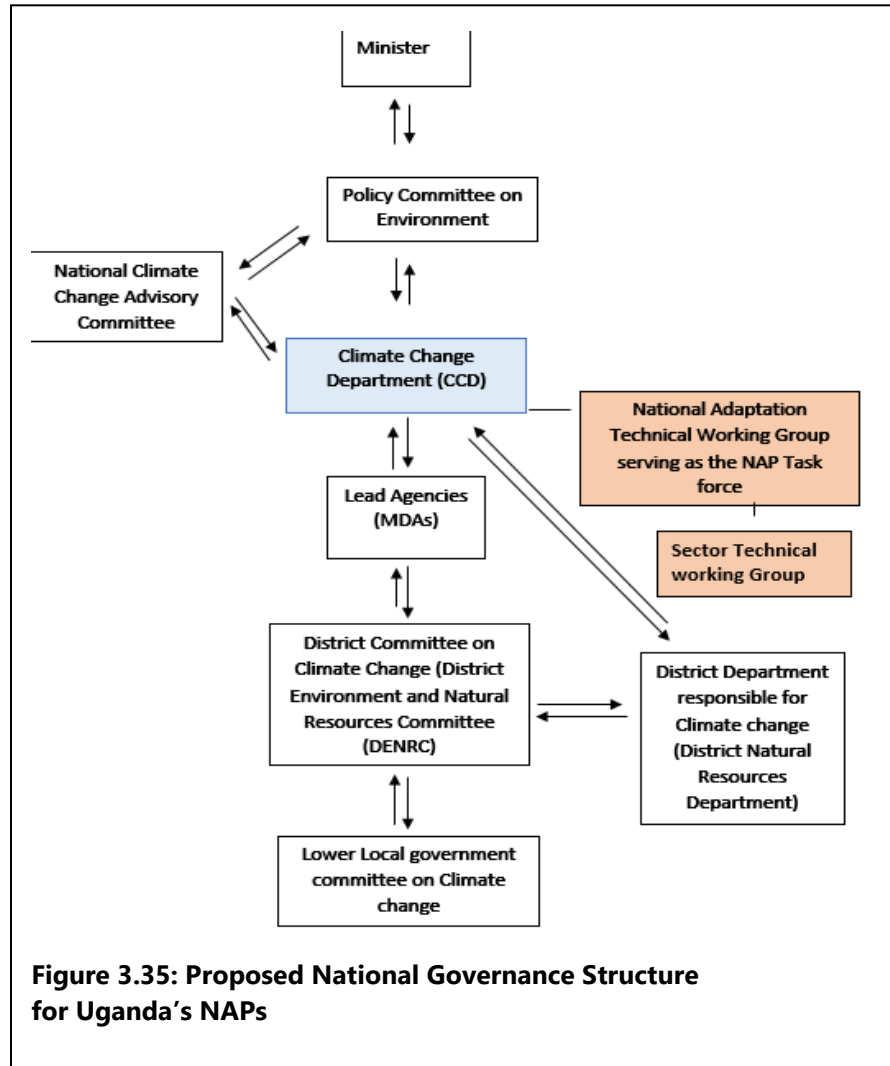 Minister
Policy Committee on
Environment
National Climate
Change Advisory
Committee
Climate Change
Department (CCD)
National Adaptation
Technical Working Group
serving as the NAP Task
force
Lead Agencies
(MDAs)
Sector Technical
working Group
District Committee on
Climate Change (District
Environment and Natural
Resources Committee
(DENRC)
District Department
responsible for
Climate change
(District Natural
Resources
Department)
Lower Local government
committee on Climate
change
Figure 3.35: Proposed National Governance Structure
for Uganda’s NAPs